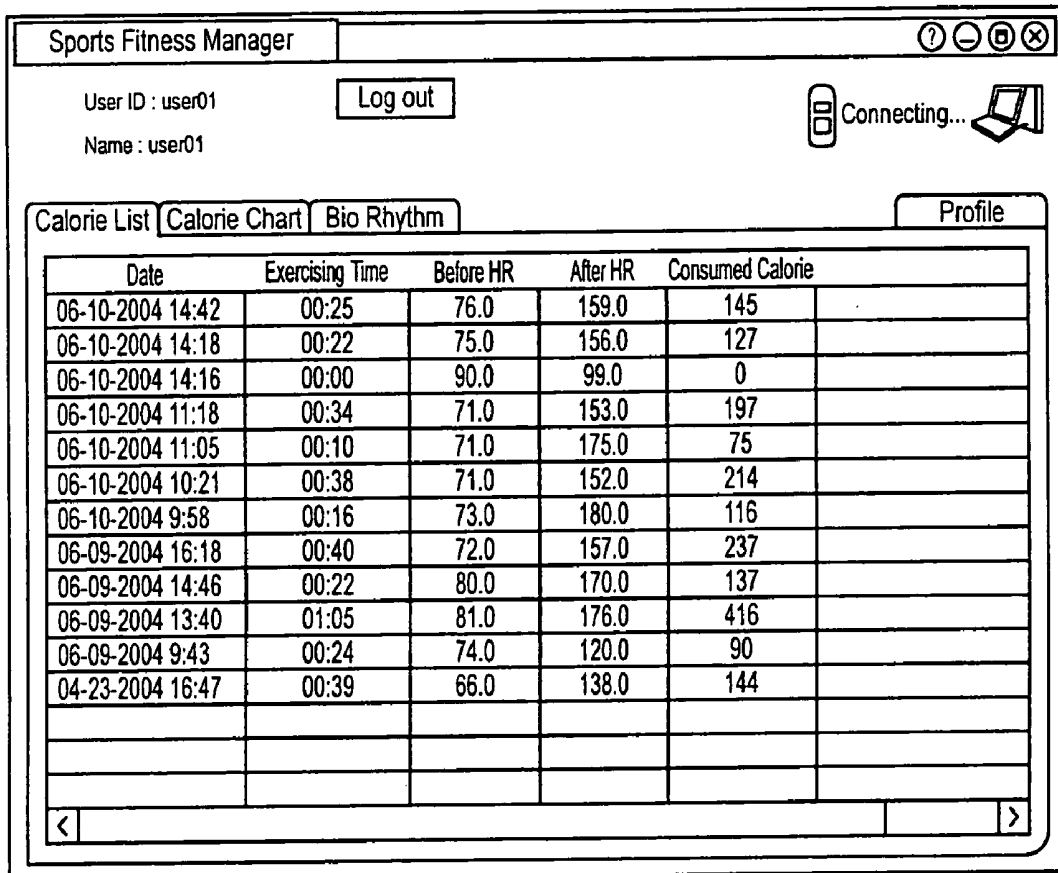 Sports Fitness Manager
User ID : user01 Log out Connecting...
Name : user01
Calorie List Calorie Chart Bio Rhythm Profile
Date Exercising Time Before HR After HR Consumed Calorie
06-10-2004 14:42 00:25 76.0 159.0 145
06-10-2004 14:18 00:22 75.0 156.0 127
06-10-2004 14:16 00:00 90.0 99.0 0
06-10-2004 11:18 00:34 71.0 153.0 197
06-10-2004 11:05 00:10 71.0 175.0 75
06-10-2004 10:21 00:38 71.0 152.0 214
06-10-2004 9:58 00:16 73.0 180.0 116
06-09-2004 16:18 00:40 72.0 157.0 237
06-09-2004 14:46 00:22 80.0 170.0 137
06-09-2004 13:40 01:05 81.0 176.0 416
06-09-2004 9:43 00:24 74.0 120.0 90
04-23-2004 16:47 00:39 66.0 138.0 144